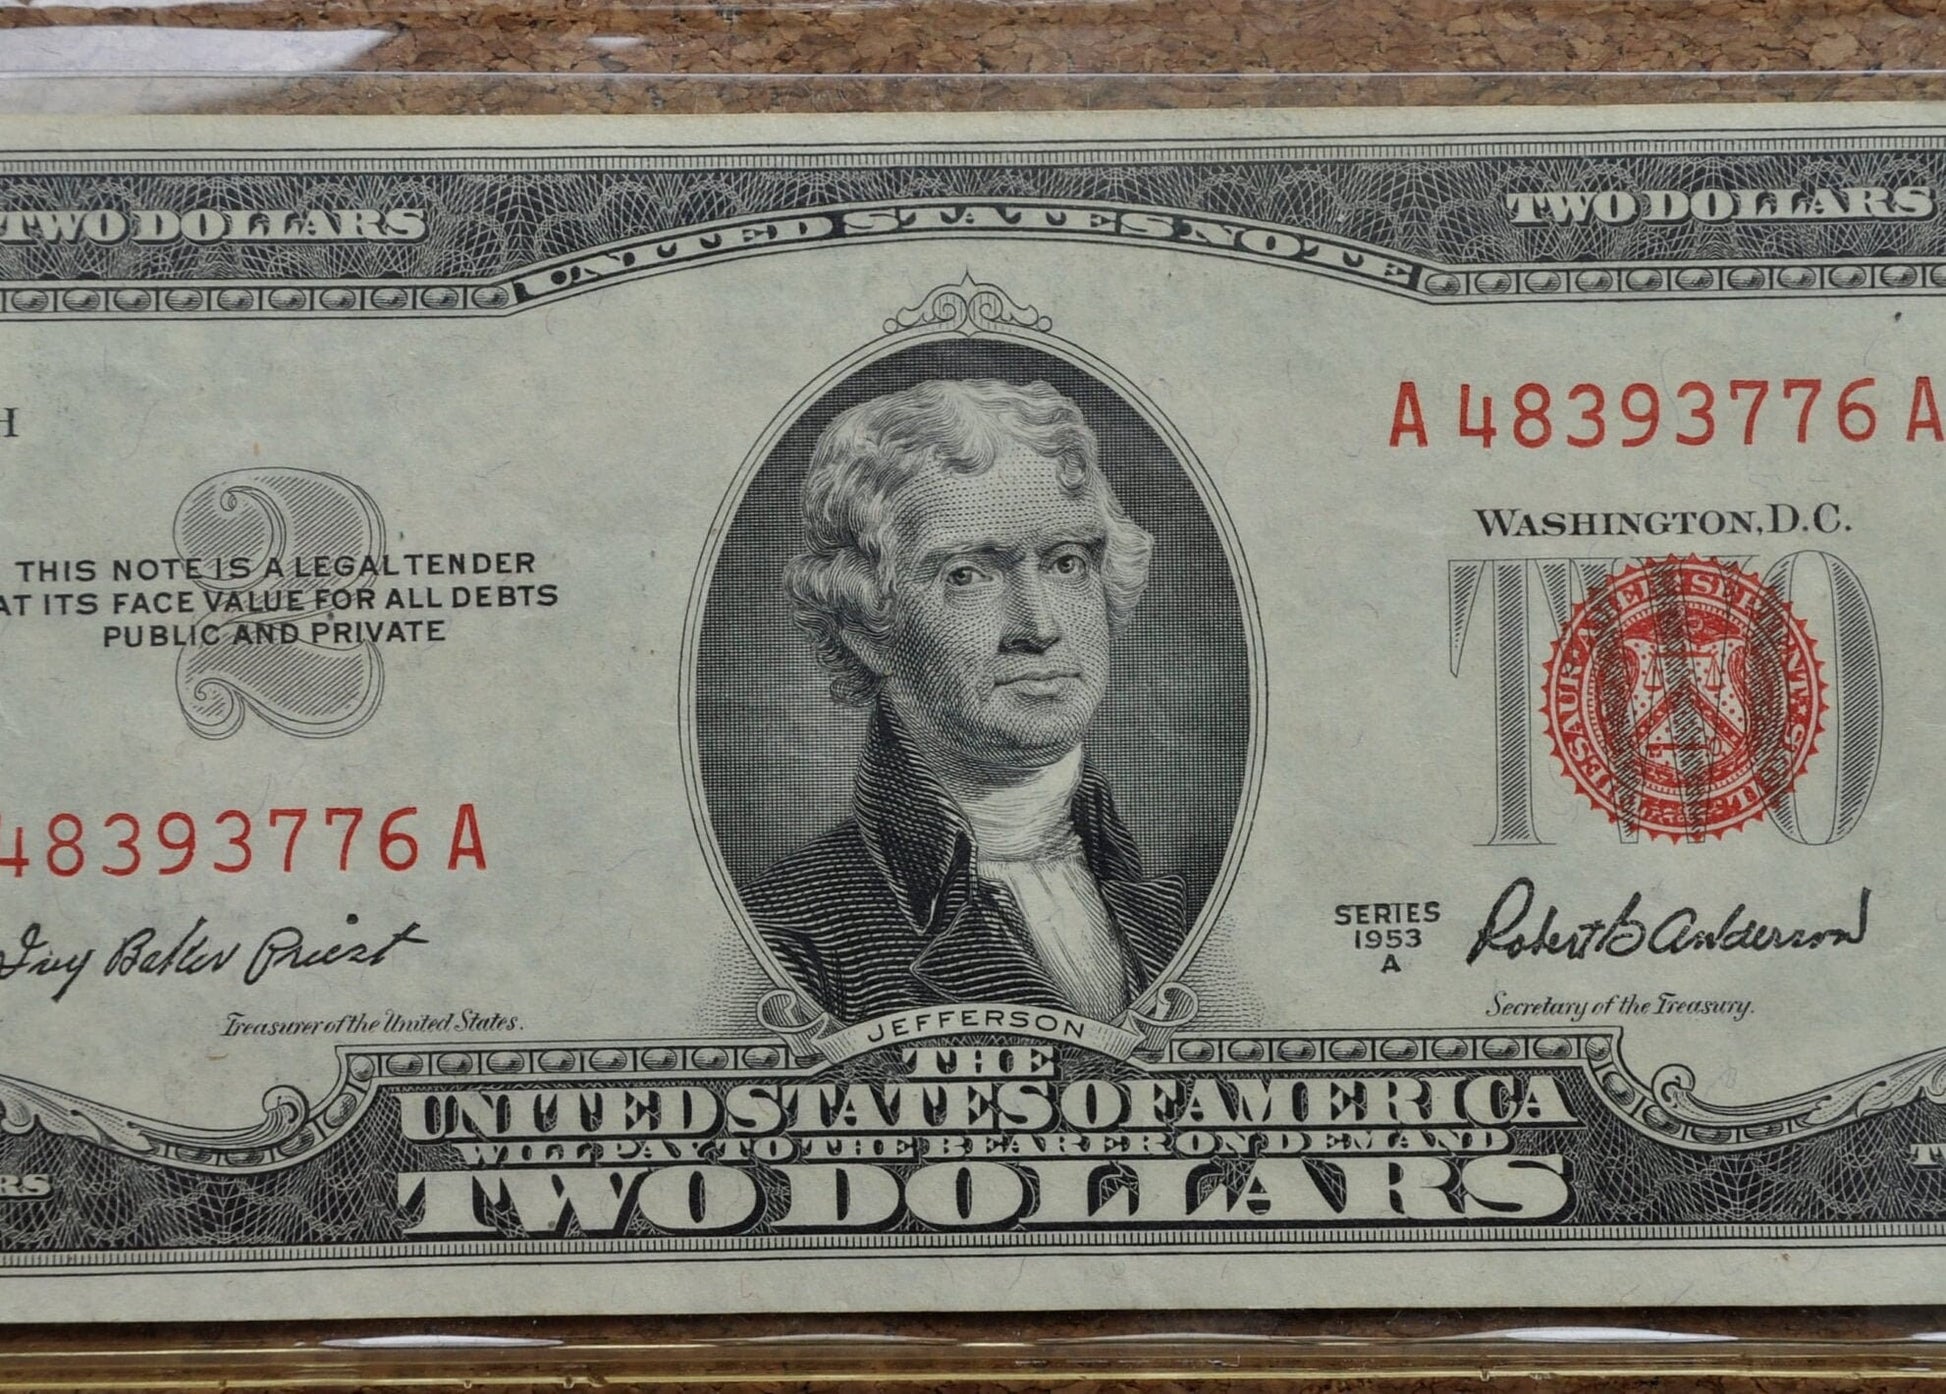 TWO DOLLARS
UNITED STATES NOTE
TWO DOLLARS
H
A 48393776 A
WASHINGTON, D.C.
2
THIS NOTE IS A LEGAL TENDER
AT ITS FACE VALUE FOR ALL DEBTS
PUBLIC AND PRIVATE
TWO
48393776 A
Ivy Baker Priest
Treasurer of the United States.
SERIES
1953
A
Robert B Anderson
Secretary of the Treasury.
JEFFERSON
THE
UNITED STATES OF AMERICA
WILL PAY TO THE BEARER ON DEMAND
TWO DOLLARS
RS